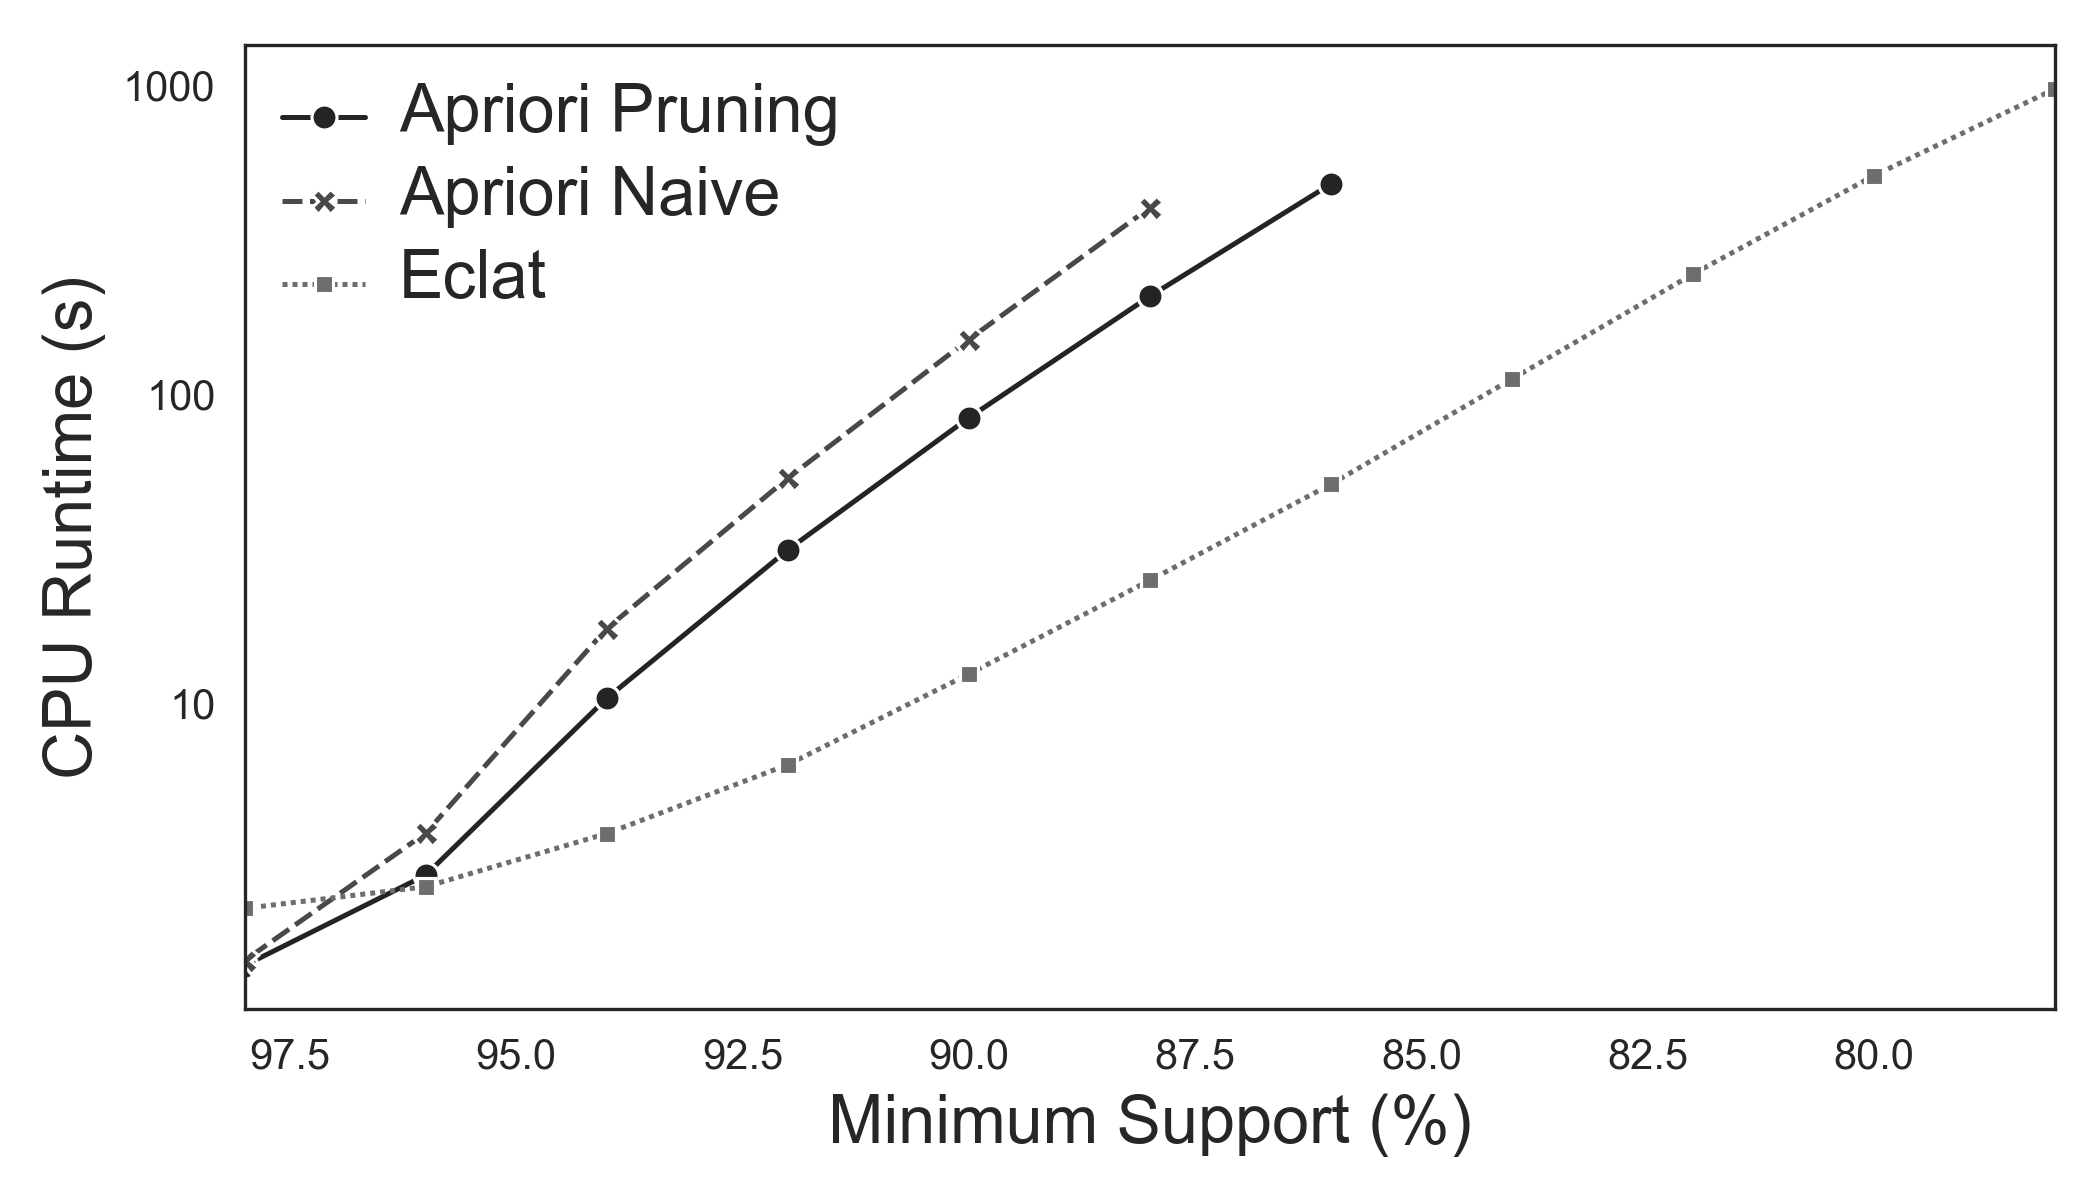 1000
100
10
CPU Runtime (s)
Apriori Pruning
Apriori Naive
Eclat
97.5 95.0 92.5 90.0 87.5 85.0 82.5 80.0
Minimum Support (%)